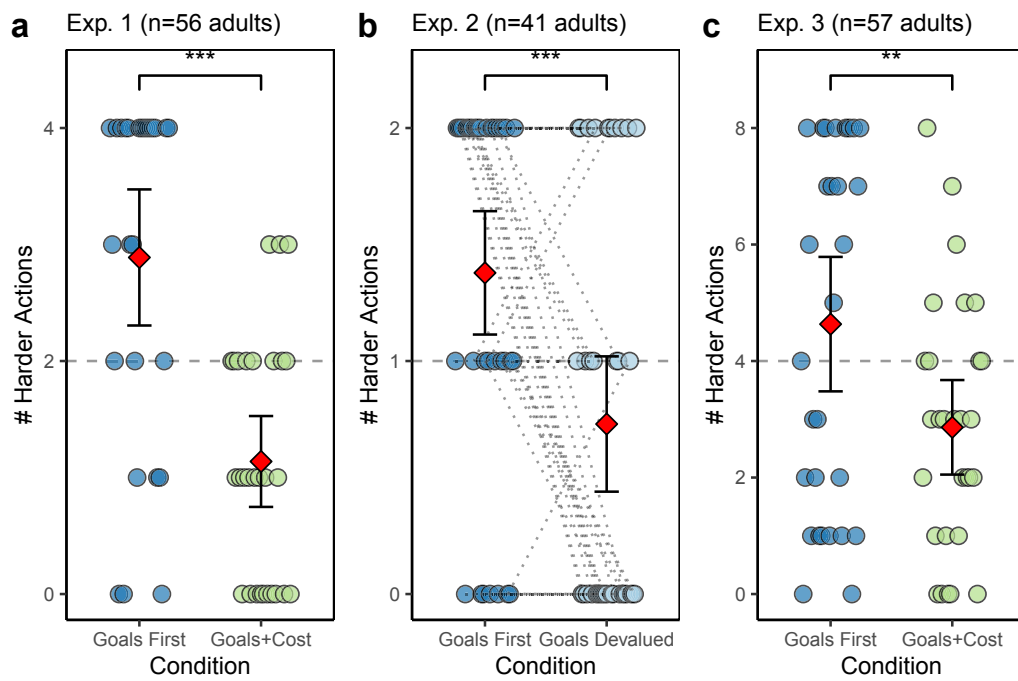 a Exp. 1 (n=56 adults)
# Harder Actions
4
2
0
***
Goals First Goals+Cost
Condition
b Exp. 2 (n=41 adults)
# Harder Actions
2
1
0
***
Goals First Goals Devalued
Condition
c Exp. 3 (n=57 adults)
# Harder Actions
8
6
4
2
0
**
Goals First Goals+Cost
Condition